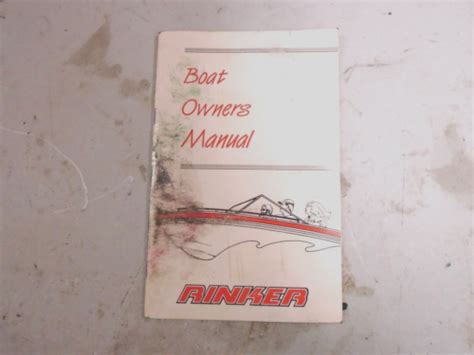 Boat
Owners
Manual
RINKER